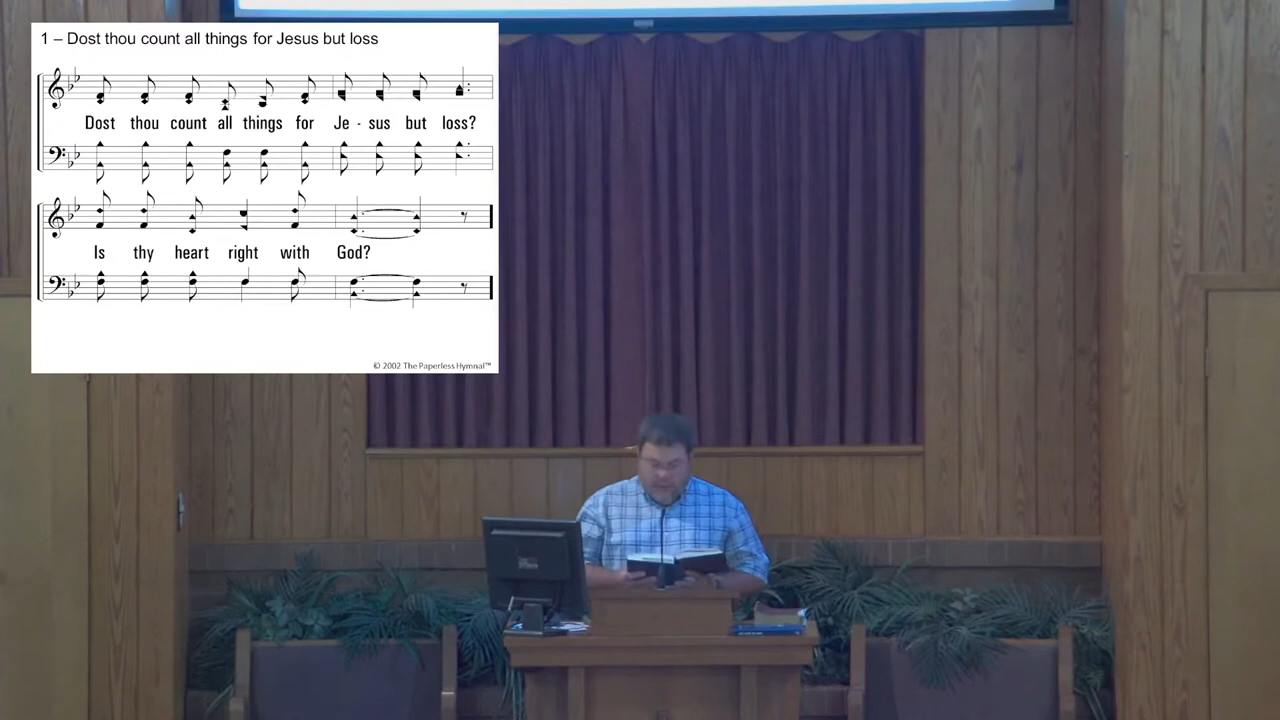 1 – Dost thou count all things for Jesus but loss
Dost thou count all things for Je - sus but loss?
Is thy heart right with God?
© 2002 The Paperless Hymnal™